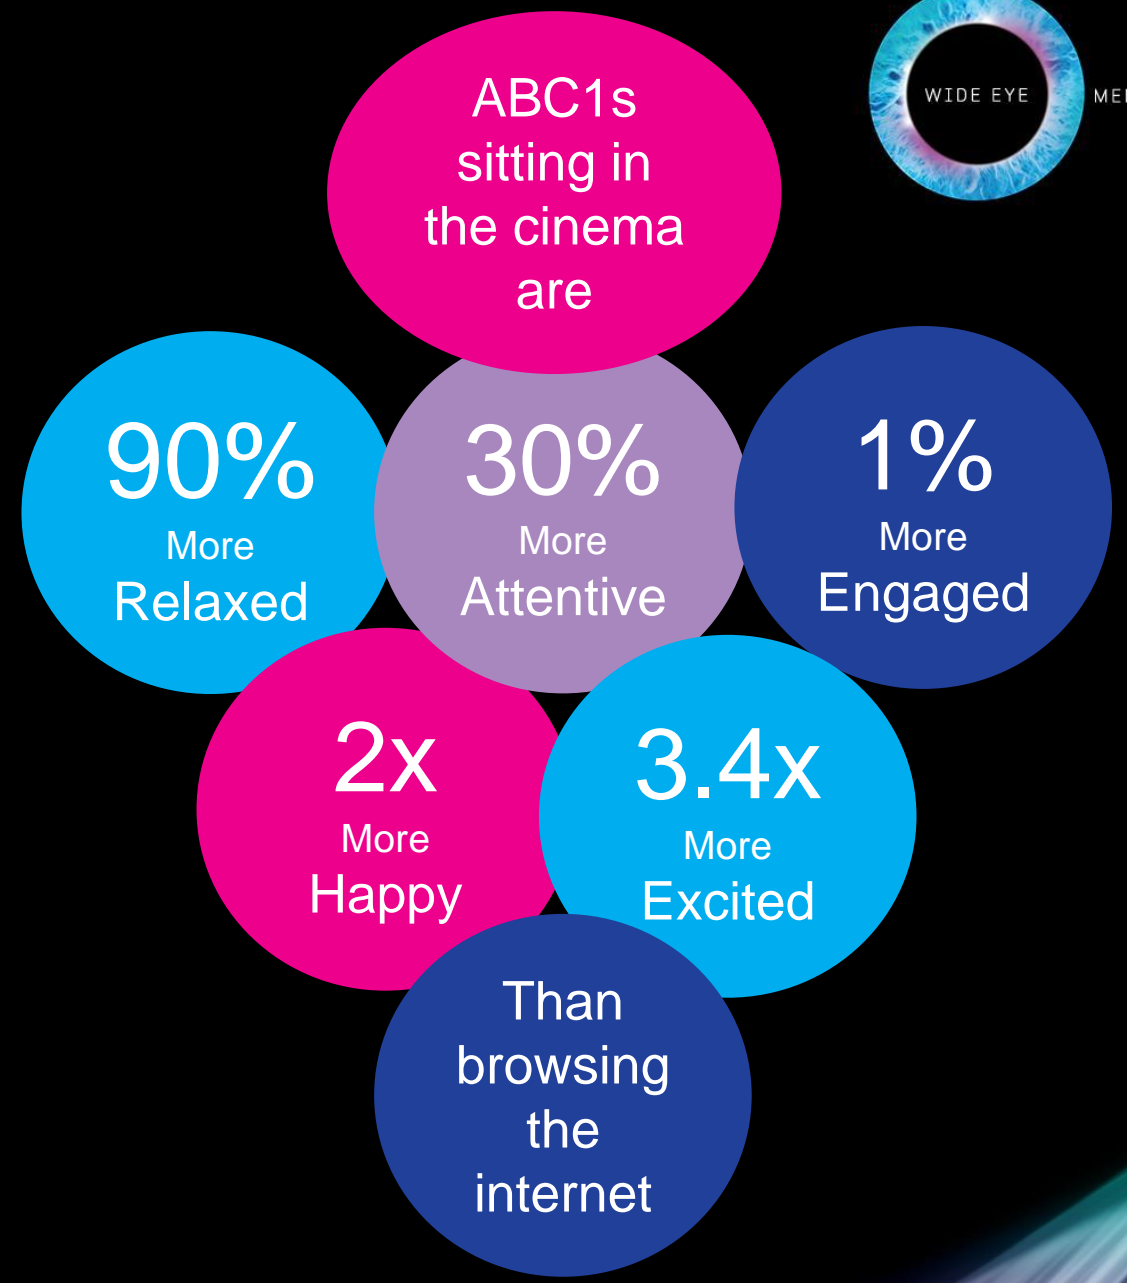 ABC1s
sitting in
the cinema
are
WIDE EYE
90%
More
Relaxed
30%
More
Attentive
1%
More
Engaged
2x
More
Happy
3.4x
More
Excited
Than
browsing
the
internet